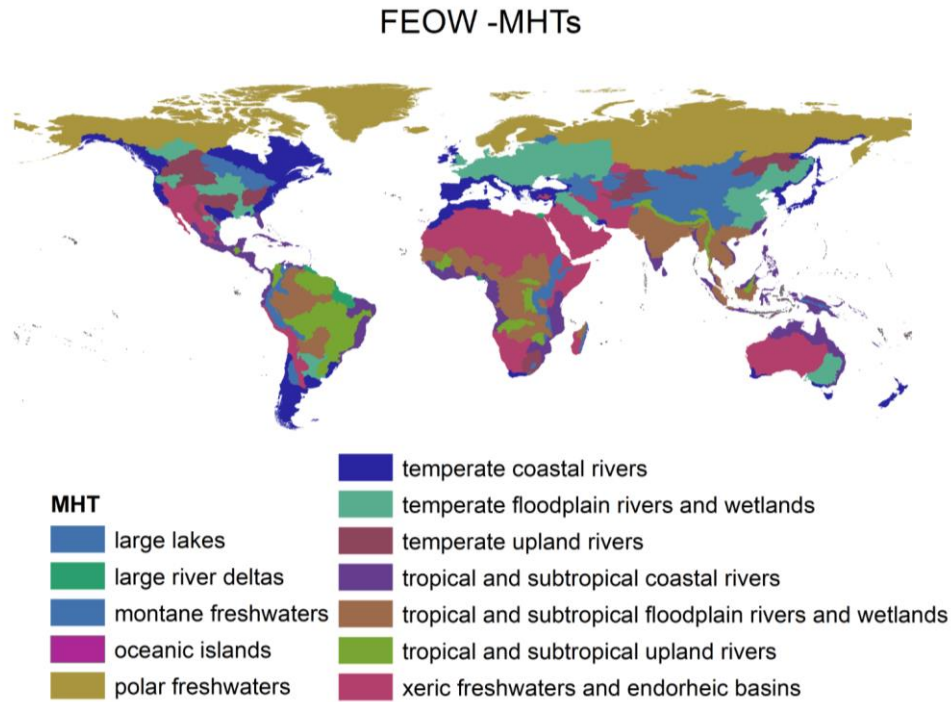 FEOW -MHTs
MHT
large lakes
large river deltas
montane freshwaters
oceanic islands
polar freshwaters
temperate coastal rivers
temperate floodplain rivers and wetlands
temperate upland rivers
tropical and subtropical coastal rivers
tropical and subtropical floodplain rivers and wetlands
tropical and subtropical upland rivers
xeric freshwaters and endorheic basins